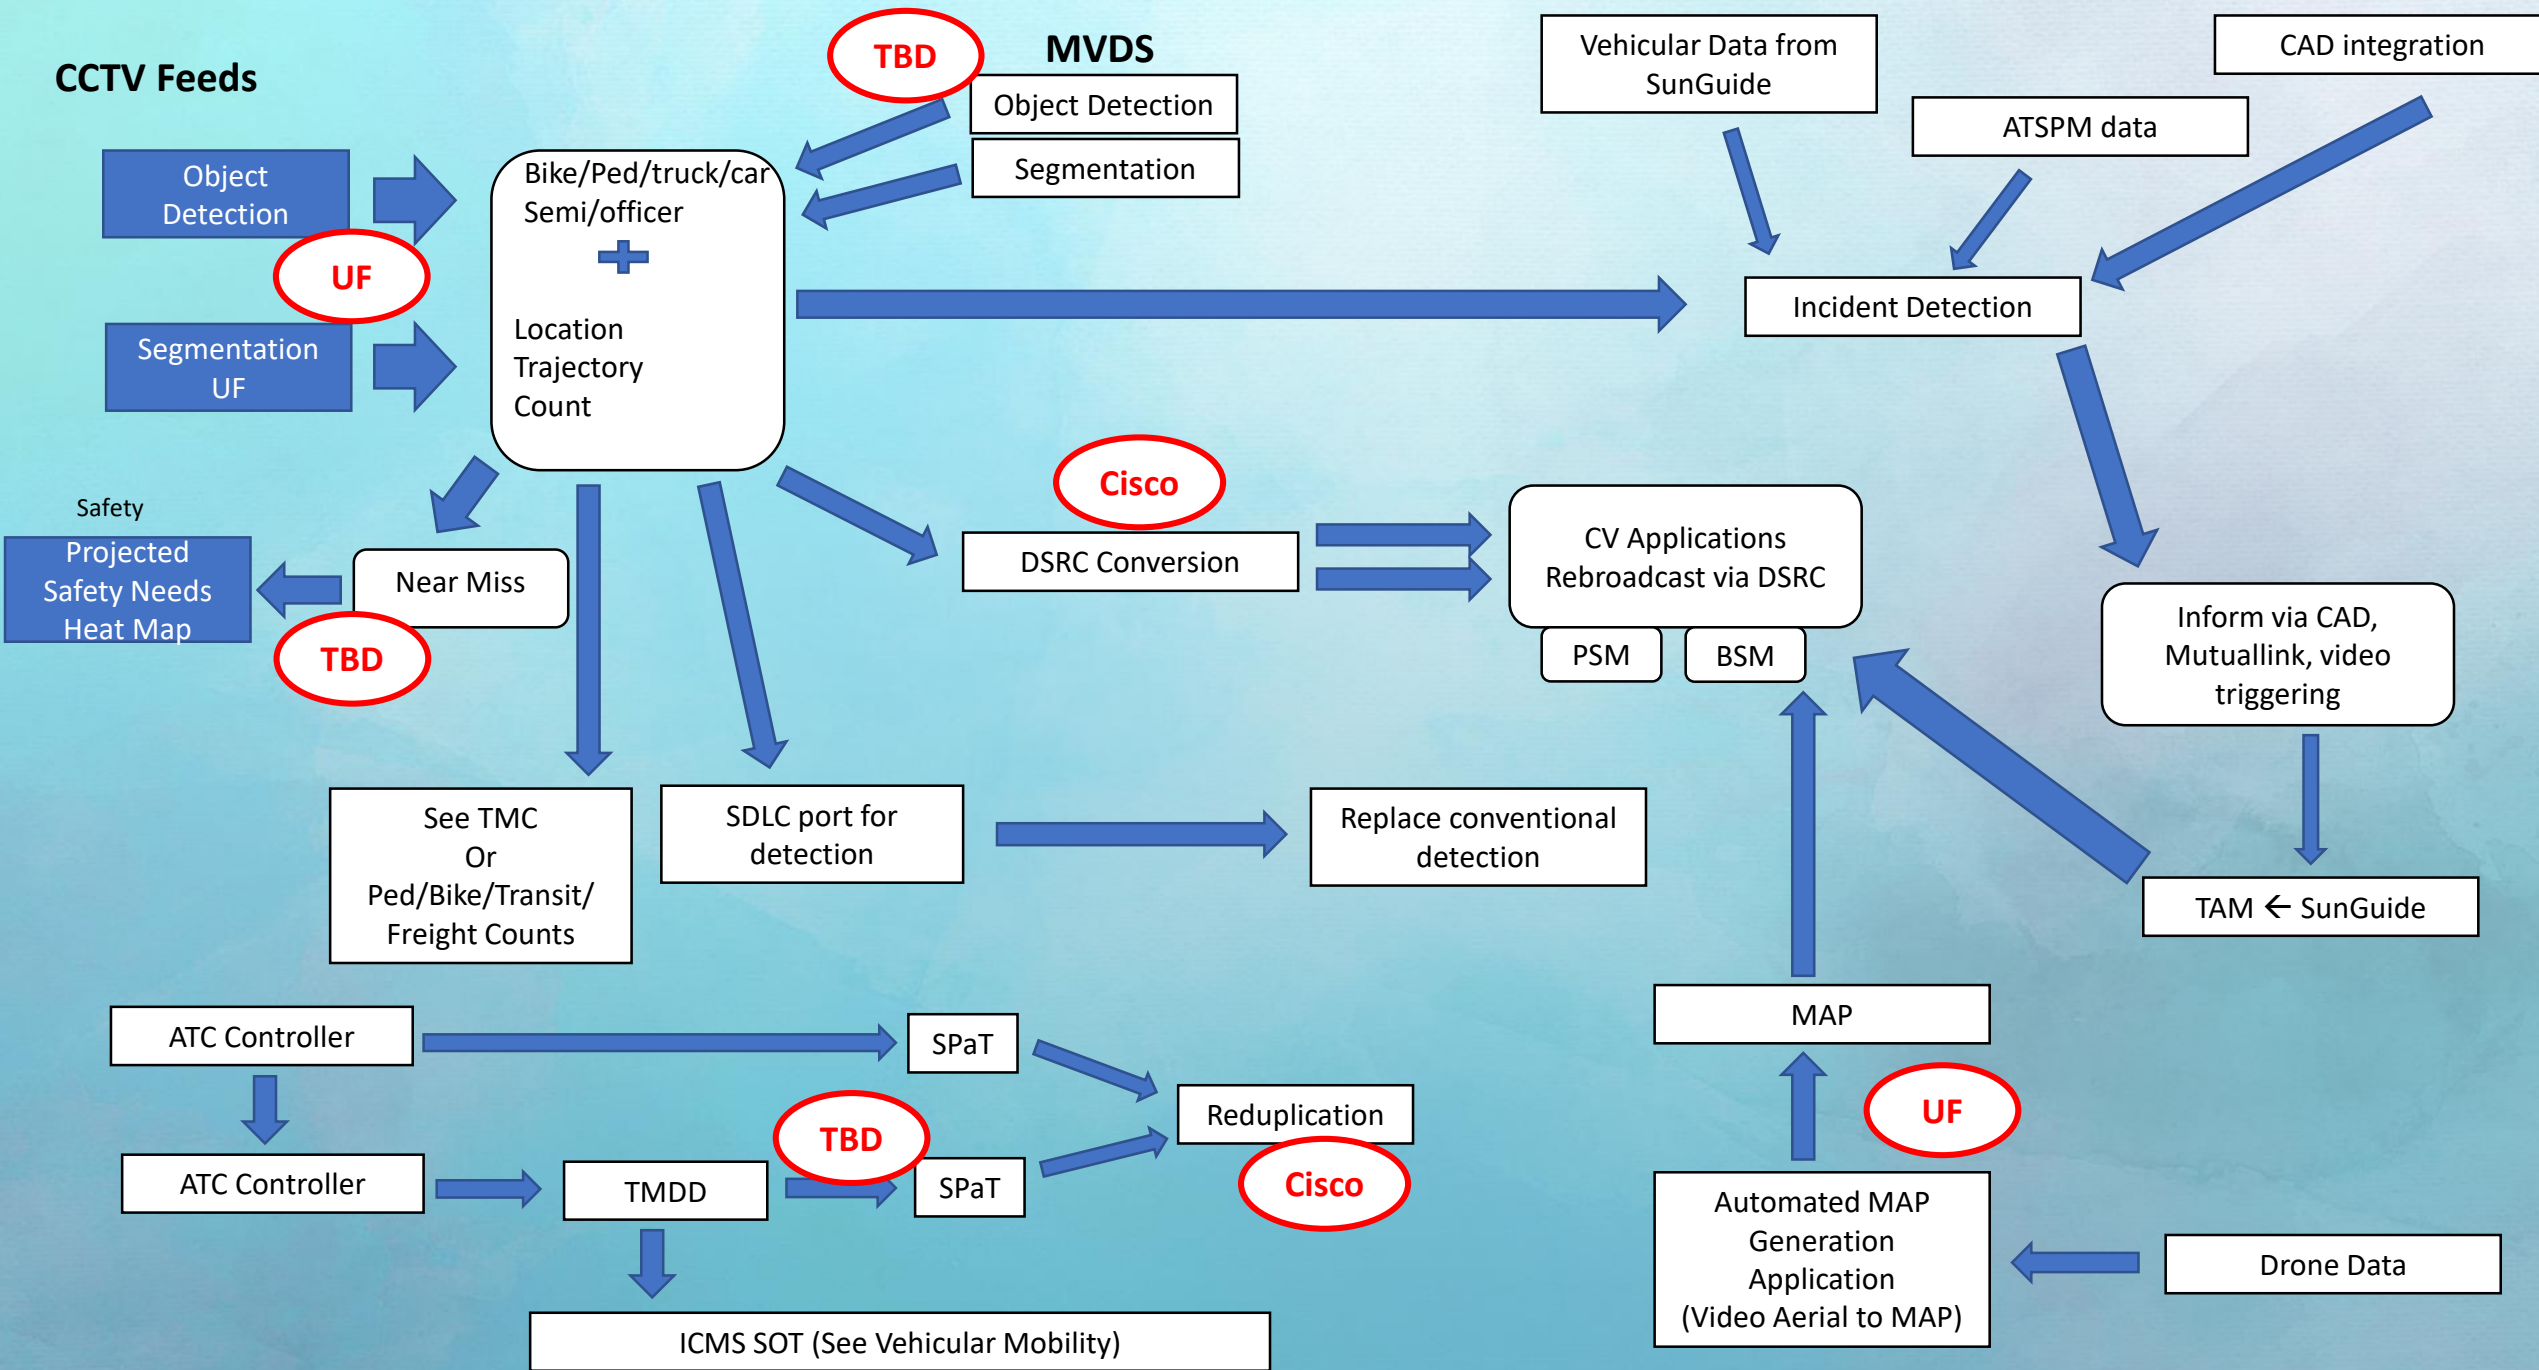 CCTV Feeds
TBD
MVDS
Object Detection
Segmentation
Vehicular Data from
SunGuide
CAD integration
ATSPM data
Object
Detection
UF
Segmentation
UF
Bike/Ped/truck/car
Semi/officer
Location
Trajectory
Count
Incident Detection
Safety
Projected
Safety Needs
Heat Map
Near Miss
TBD
Cisco
DSRC Conversion
CV Applications
Rebroadcast via DSRC
PSM
BSM
Inform via CAD,
Mutuallink, video
triggering
See TMC
Or
Ped/Bike/Transit/
Freight Counts
SDLC port for
detection
Replace conventional
detection
TAM ← SunGuide
ATC Controller
SPaT
MAP
Reduplication
Cisco
UF
ATC Controller
TMDD
TBD
SPaT
Automated MAP
Generation
Application
(Video Aerial to MAP)
Drone Data
ICMS SOT (See Vehicular Mobility)